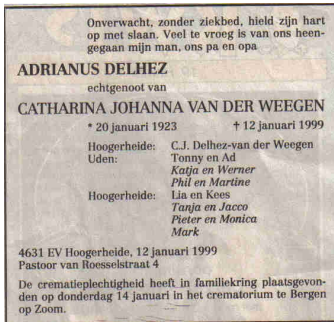 Onverwacht, zonder ziekbed, hield zijn hart
op met slaan. Veel te vroeg is van ons heen-
gegaan mijn man, ons pa en opa
ADRIANUS DELHEZ
echtgenoot van
CATHARINA JOHANNA VAN DER WEEGEN
* 20 januari 1923 † 12 januari 1999
Hoogerheide: C.J. Delhez-van der Weegen
Uden: Tonny en Ad
Katja en Werner
Phil en Martine
Hoogerheide: Lia en Kees
Tanja en Jacco
Pieter en Monica
Mark
4631 EV Hoogerheide, 12 januari 1999
Pastoor van Roesselstraat 4
De crematieplechtigheid heeft in familiekring plaatsgevon-
den op donderdag 14 januari in het crematorium te Bergen
op Zoom.